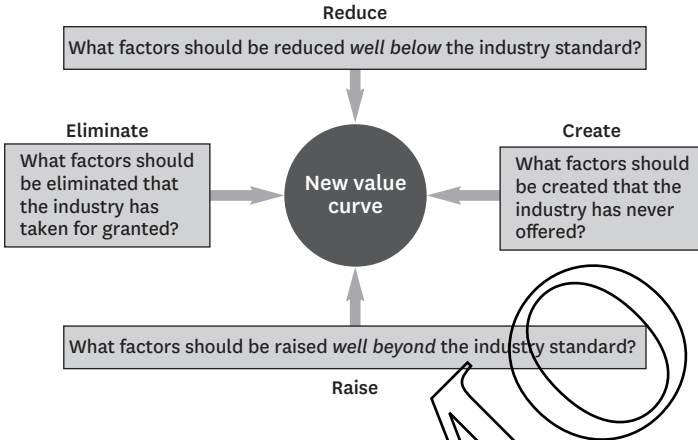 Reduce
What factors should be reduced well below the industry standard?
Eliminate
What factors should
be eliminated that
the industry has
taken for granted?
New value
curve
Create
What factors should
be created that the
industry has never
offered?
What factors should be raised well beyond the industry standard?
Raise